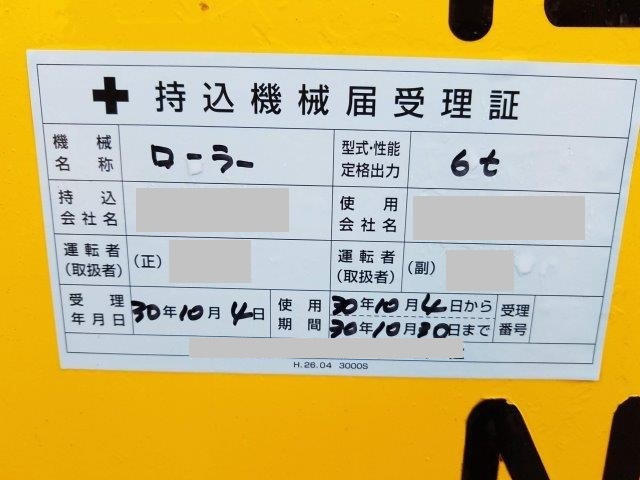 持込機械届受理証
機械名称 ローラー 型式・性能 定格出力 6t
持込会社名 使用会社名
運転者(取扱者) (正) 運転者(取扱者) (副)
受理年月日 30年10月4日 使用期間 30年10月4日から 受理番号
30年10月30日まで
H.26.04 3000S